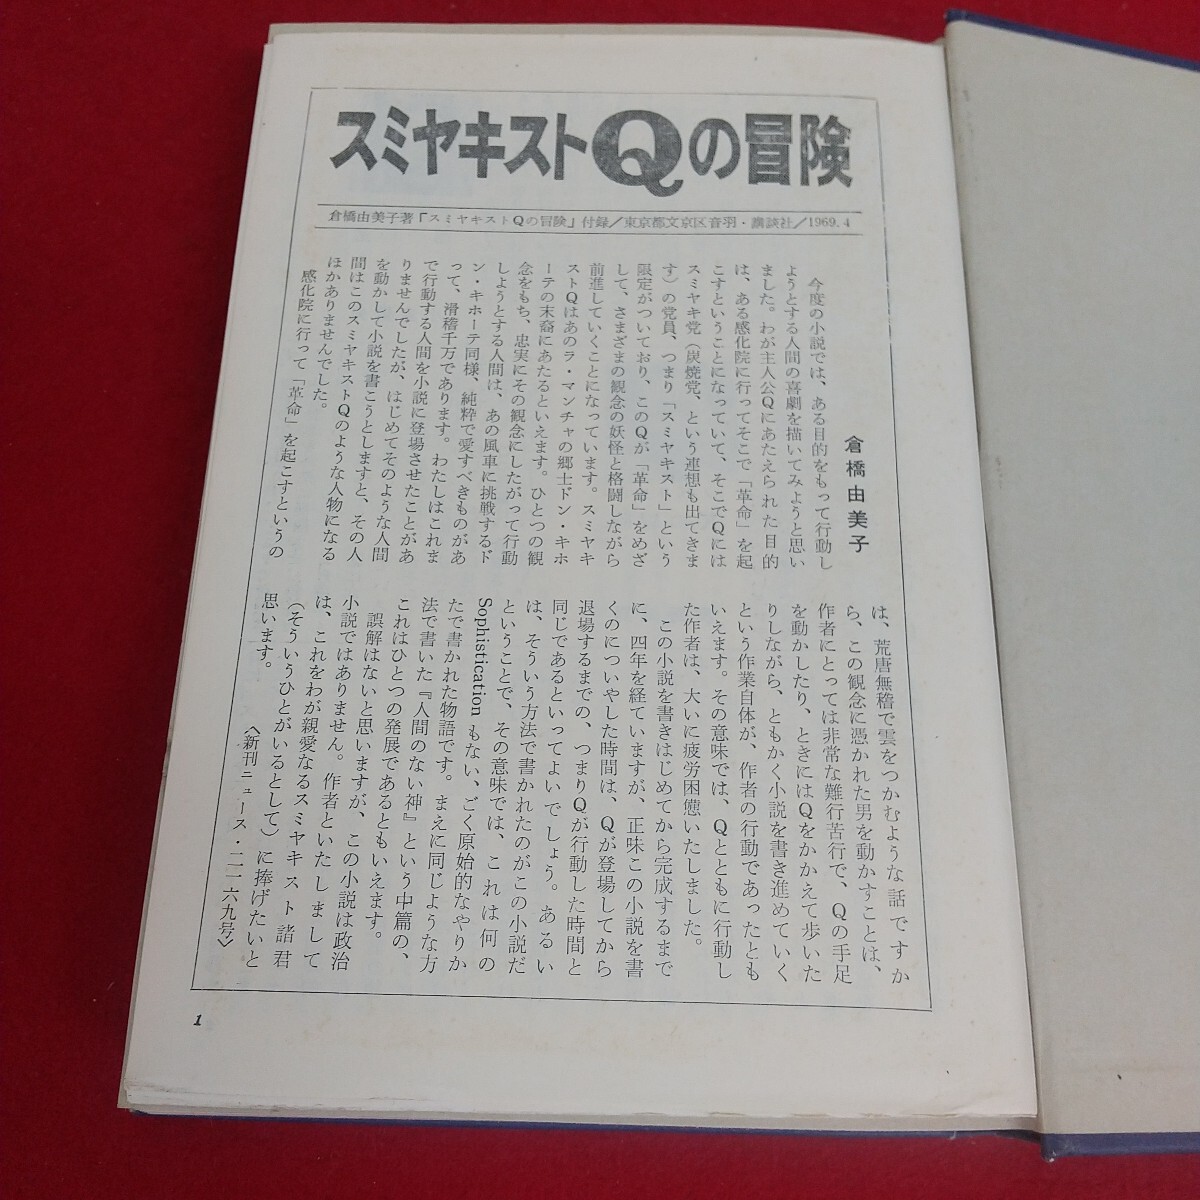 スミヤキストQの冒険
倉橋由美子著「スミヤキストQの冒険」付録/東京都文京区音羽・講談社/1969.4
倉橋由美子
今度の小説では、ある目的をもって行動し
ようとする人間の喜劇を描いてみようと思い
ました。わが主人公Qにあたえられた目的
は、ある感化院に行ってそこで「革命」を起
こすということになっていて、そこでQには
スミヤキ党(炭焼党、という連想も出てきま
す)の党員、つまり「スミヤキスト」という
限定がついており、このQが「革命」をめざ
して、さまざまの観念の妖怪と格闘しながら
前進していくことになっています。スミヤキ
ストQはあのラ・マンチャの郷士ドン・キホ
ーテの末裔にあたるといえます。ひとつの観
念をもち、忠実にその観念にしたがって行動
しようとする人間は、あの風車に挑戦するド
ン・キホーテ同様、純粋で愛すべきものがあ
って、滑稽千万であります。わたしはこれま
で行動する人間を小説に登場させたことがあ
りませんでしたが、はじめてそのような人間
を動かして小説を書こうとしますと、その人
間はこのスミヤキストQのような人物になる
ほかありませんでした。
感化院に行って「革命」を起こすというの
は、荒唐無稽で雲をつかむような話ですか
ら、この観念に憑かれた男を動かすことは、
作者にとっては非常な難行苦行で、Qの手足
を動かしたり、ときにはQをかかえて歩いた
りしながら、ともかく小説を書き進めていく
という作業自体が、作者の行動であったとも
いえます。その意味では、Qとともに行動し
た作者は、大いに疲労困憊いたしました。
この小説を書きはじめてから完成するまで
に、四年を経ていますが、正味この小説を書
くのについやした時間は、Qが登場してから
退場するまでの、つまりQが行動した時間と
同じであるといってよいでしょう。あるい
は、そういう方法で書かれたのがこの小説だ
ということで、その意味では、これは何の
Sophistication もない、ごく原始的なやりか
たで書かれた物語です。まえに同じような方
法で書いた『人間のない神』という中篇の、
これはひとつの発展であるともいえます。
誤解はないと思いますが、この小説は政治
小説ではありません。作者といたしまして
は、これをわが親愛なるスミヤキスト諸君
(そういうひとがいるとして)に捧げたいと
思います。
〈新刊ニュース・二一六九号〉
1